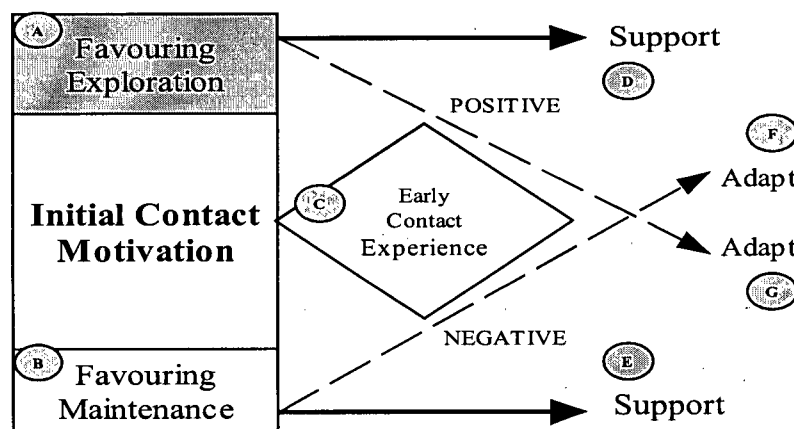 A
Favouring
Exploration
Support
D
POSITIVE
F
Adapt
C
Early
Contact
Experience
Initial Contact
Motivation
Adapt
G
NEGATIVE
B
Favouring
Maintenance
E
Support